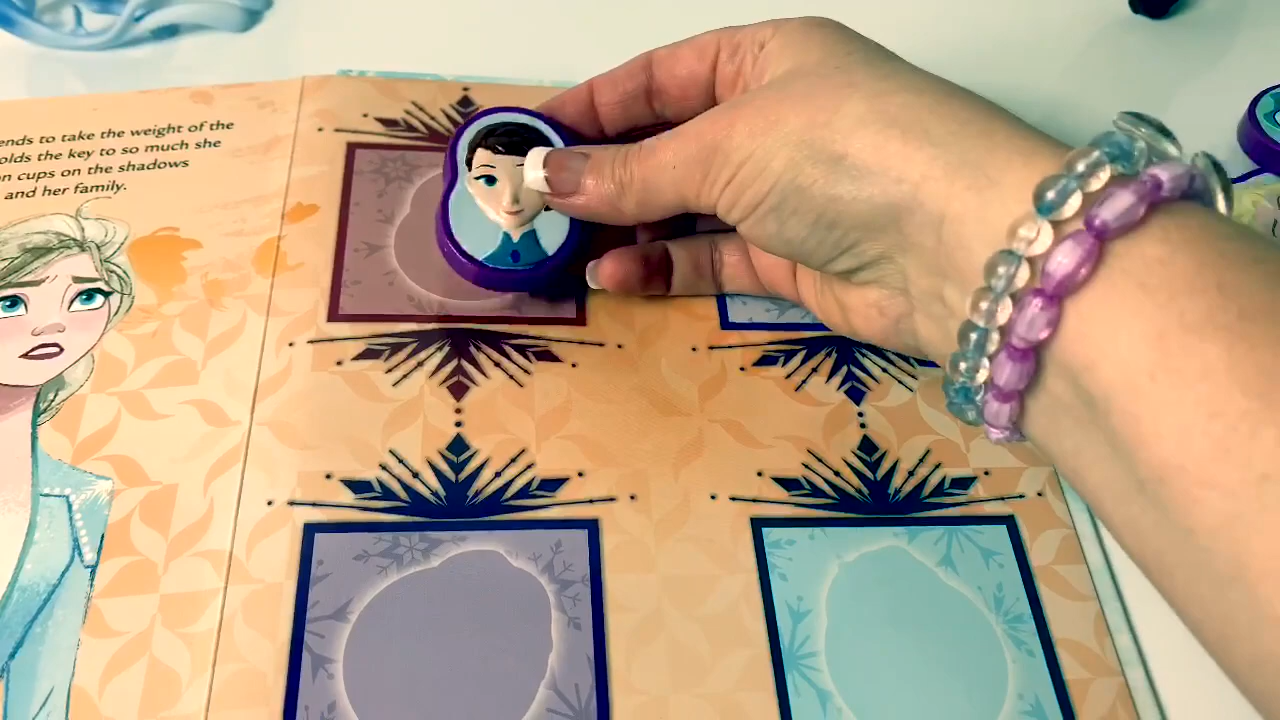 ends to take the weight of the
olds the key to so much she
n cups on the shadows
and her family.